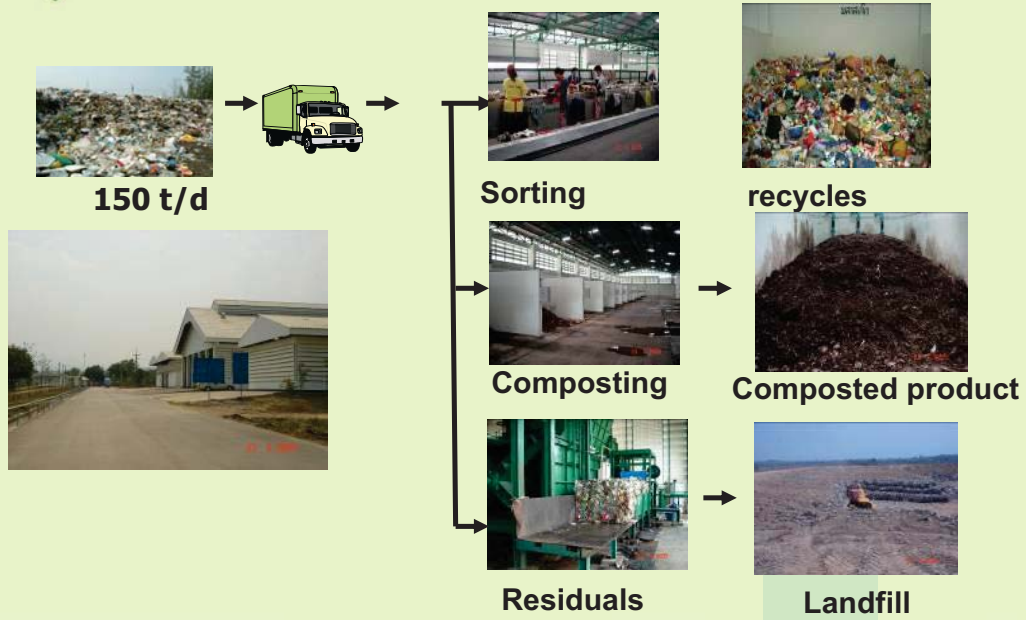 150 t/d
Sorting
recycles
Composting
Composted product
Residuals
Landfill